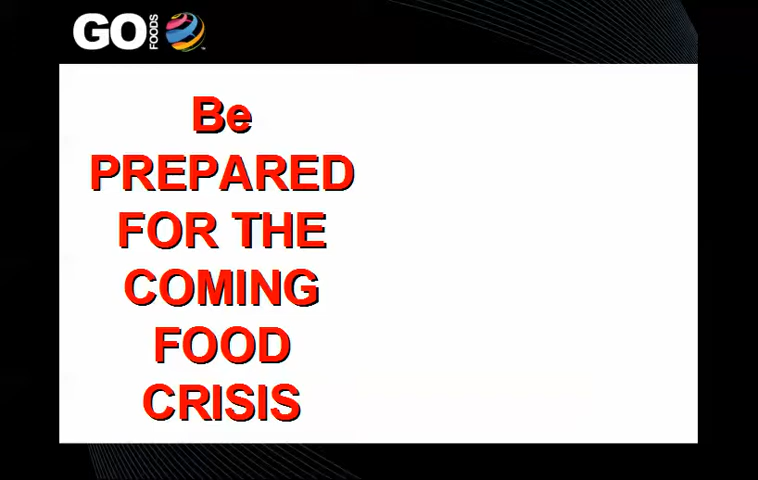 GO FOODS
Be
PREPARED
FOR THE
COMING
FOOD
CRISIS